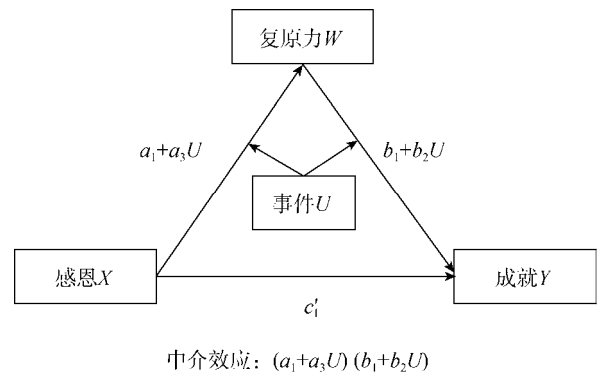 复原力W
a₁+a₃U
b₁+b₂U
事件U
感恩X
成就Y
c′₁
中介效应：(a₁+a₃U) (b₁+b₂U)